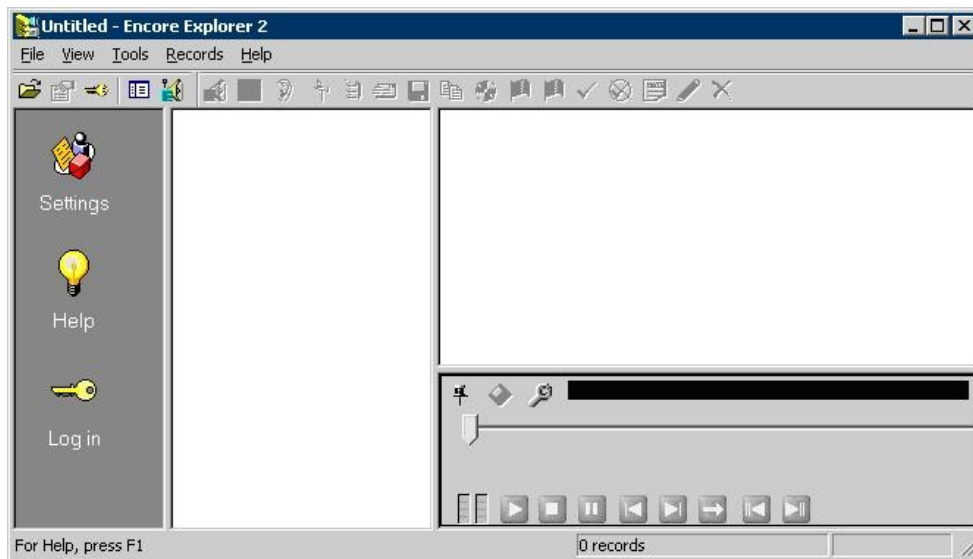 Untitled - Encore Explorer 2
File View Tools Records Help
Settings
Help
Log in
For Help, press F1
0 records